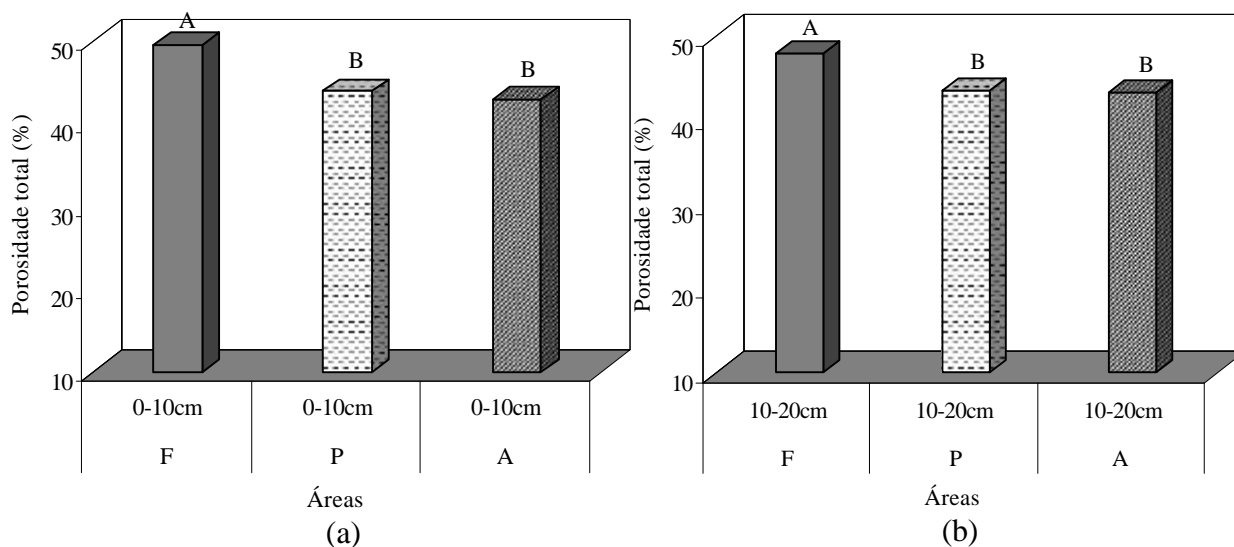 A
B
B
50
40
30
20
10
Porosidade total (%)
0-10cm 0-10cm 0-10cm
F P A
Áreas
(a)
A
B
B
50
40
30
20
10
Porosidade total (%)
10-20cm 10-20cm 10-20cm
F P A
Áreas
(b)